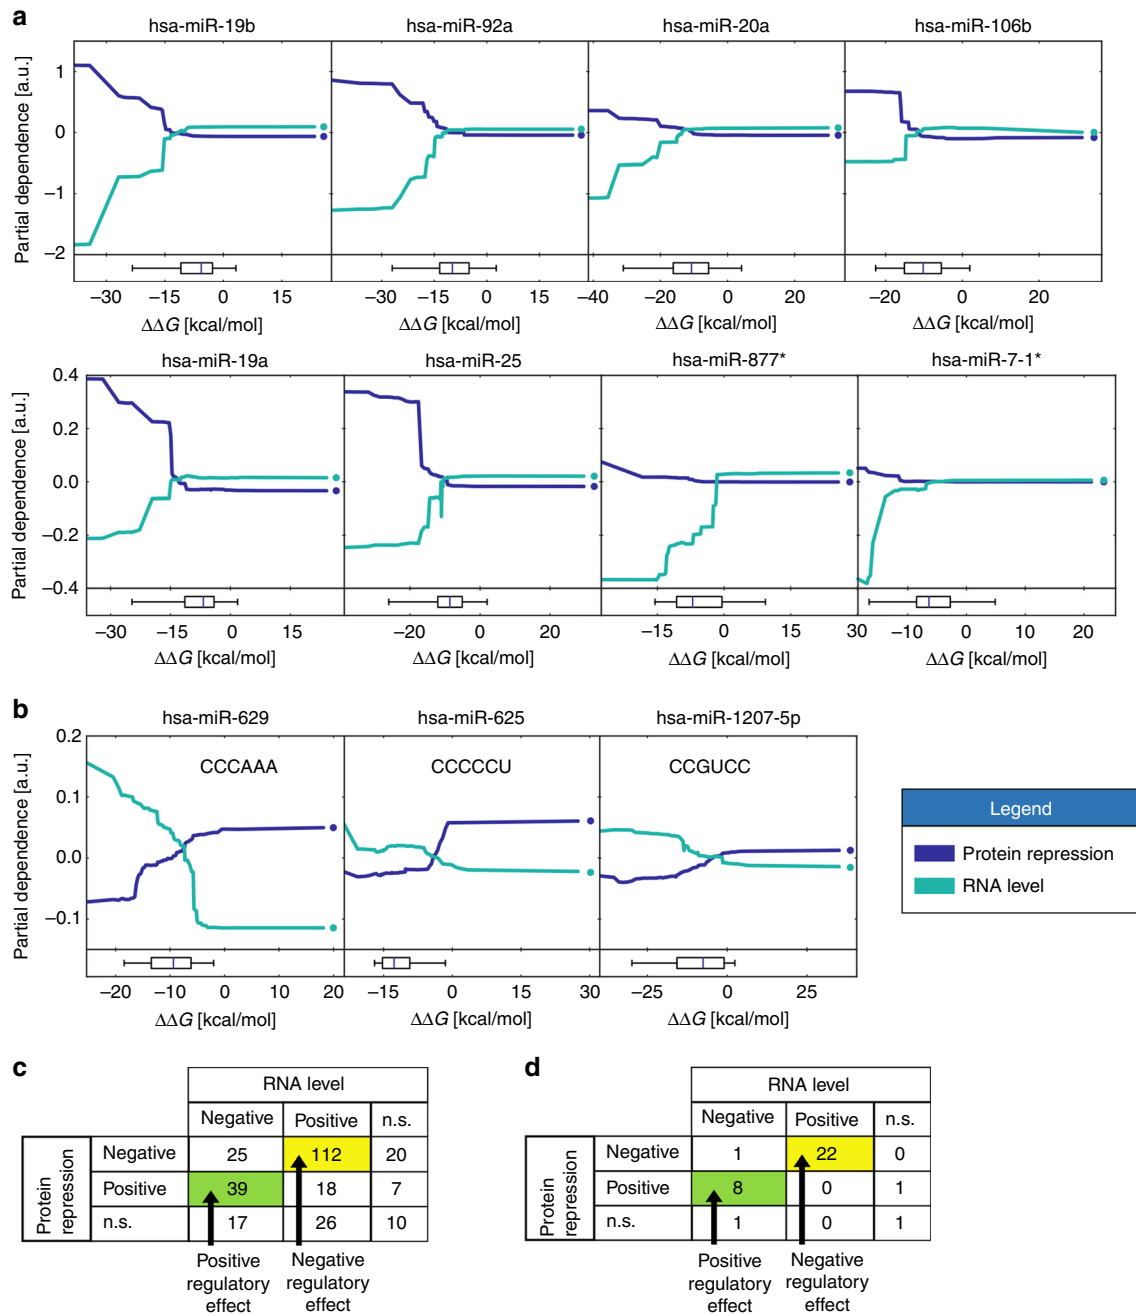 a
hsa-miR-19b hsa-miR-92a hsa-miR-20a hsa-miR-106b
Partial dependence [a.u.]
1
0
−1
−2
−30 −15 0 15 −30 −15 0 15 −40 −20 0 20 −20 0 20
ΔΔG [kcal/mol] ΔΔG [kcal/mol] ΔΔG [kcal/mol] ΔΔG [kcal/mol]
hsa-miR-19a hsa-miR-25 hsa-miR-877* hsa-miR-7-1*
Partial dependence [a.u.]
0.4
0.2
0.0
−0.2
−0.4
−30 −15 0 15 −20 0 20 −15 0 15 30 −10 0 10 20
ΔΔG [kcal/mol] ΔΔG [kcal/mol] ΔΔG [kcal/mol] ΔΔG [kcal/mol]
b
hsa-miR-629 hsa-miR-625 hsa-miR-1207-5p
Partial dependence [a.u.]
0.2
0.1
0.0
−0.1
CCCAAA CCCCCU CCGUCC
−20 −10 0 10 20 −15 0 15 30 −25 0 25
ΔΔG [kcal/mol] ΔΔG [kcal/mol] ΔΔG [kcal/mol]
Legend
Protein repression
RNA level
c
RNA level
Negative Positive n.s.
Protein
repression
Negative 25 112 20
Positive 39 18 7
n.s. 17 26 10
Positive
regulatory
effect
Negative
regulatory
effect
d
RNA level
Negative Positive n.s.
Protein
repression
Negative 1 22 0
Positive 8 0 1
n.s. 1 0 1
Positive
regulatory
effect
Negative
regulatory
effect